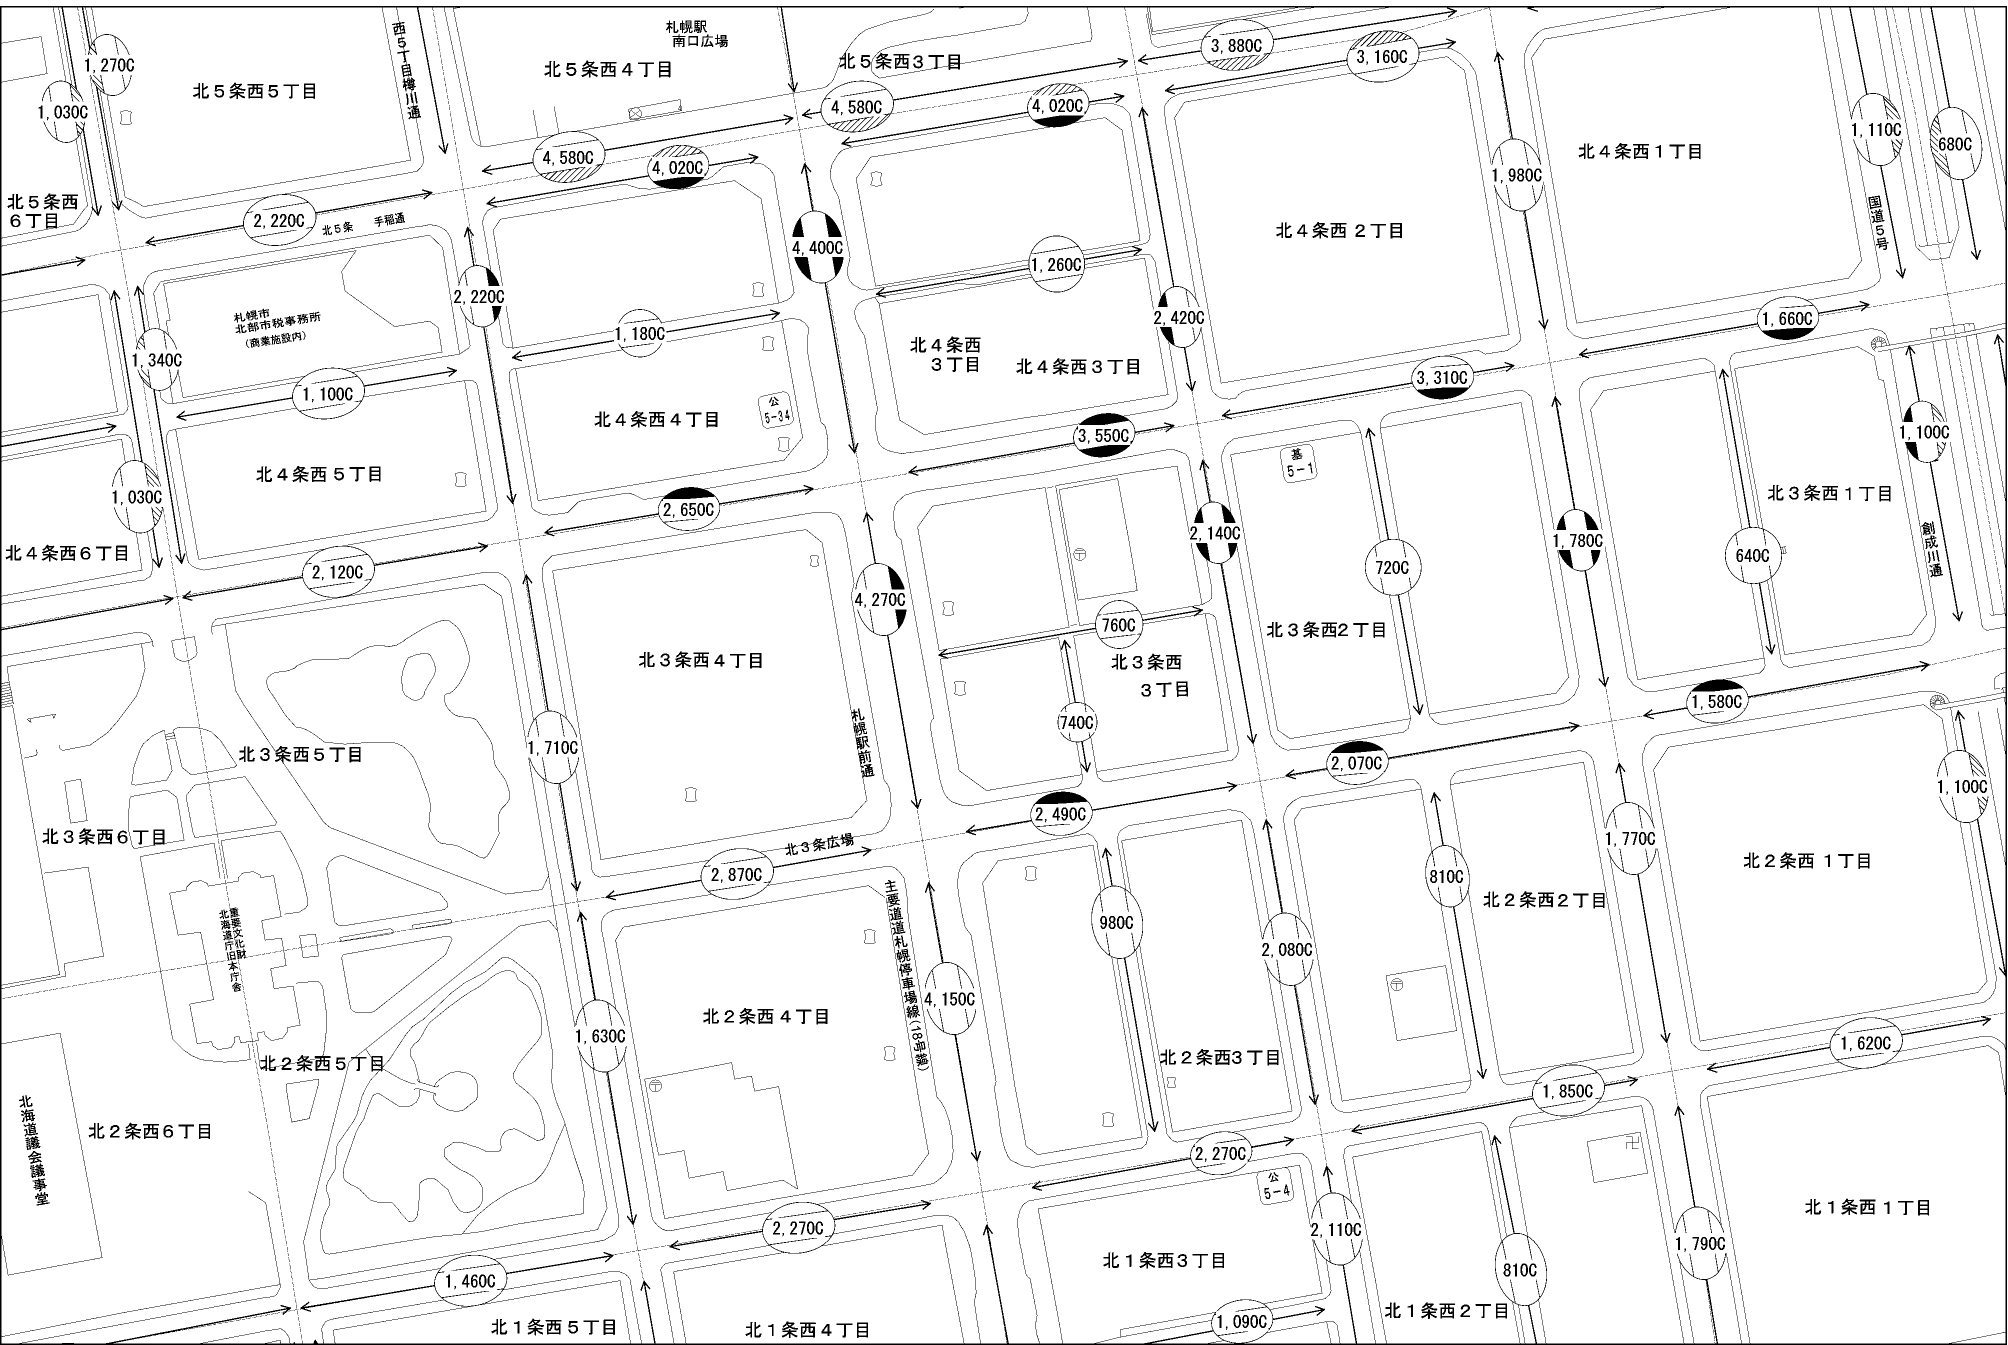 札幌駅
南口広場
西5丁目樽川通
1,270C
1,030C
北5条西5丁目
北5条西4丁目
北5条西3丁目
3,880C
3,160C
4,580C
4,020C
4,580C
4,020C
1,110C
680C
北4条西1丁目
1,980C
北5条西
6丁目
2,220C
北5条 手稲通
国道5号
北4条西2丁目
4,400C
1,260C
2,220C
2,420C
1,660C
札幌市
北部市税事務所
(商業施設内)
1,180C
1,340C
北4条西
3丁目
北4条西3丁目
3,310C
1,100C
公
5-34
北4条西4丁目
3,550C
1,100C
基
5-1
北4条西5丁目
1,030C
2,650C
北3条西1丁目
北4条西6丁目
2,120C
2,140C
1,780C
640C
720C
創成川通
4,270C
760C
北3条西2丁目
北3条西4丁目
北3条西
3丁目
1,580C
740C
札幌駅前通
1,710C
北3条西5丁目
2,070C
1,100C
2,490C
北3条西6丁目
1,770C
北3条広場
2,870C
810C
北2条西1丁目
北2条西2丁目
主要道道札幌停車場線(18号線)
980C
重要文化財
北海道庁旧本庁舎
2,080C
4,150C
北2条西4丁目
1,630C
1,620C
北2条西3丁目
北2条西5丁目
1,850C
北海道議会議事堂
北2条西6丁目
2,270C
公
5-4
北1条西1丁目
2,270C
2,110C
1,790C
北1条西3丁目
810C
1,460C
北1条西2丁目
1,090C
北1条西5丁目
北1条西4丁目